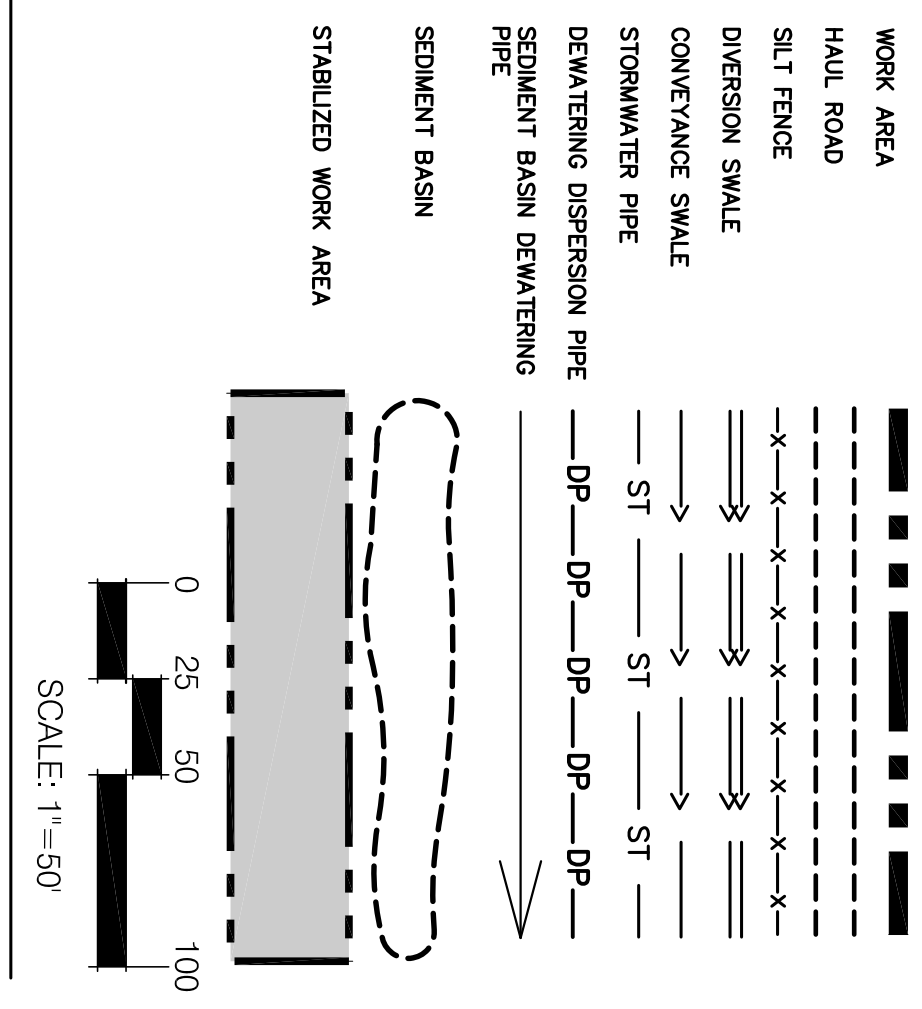 WORK AREA
HAUL ROAD
SILT FENCE
X X X X X X X X X
DIVERSION SWALE
CONVEYANCE SWALE
STORMWATER PIPE
ST ST ST
DEWATERING DISPERSION PIPE
DP DP DP DP DP
SEDIMENT BASIN DEWATERING
PIPE
SEDIMENT BASIN
STABILIZED WORK AREA
0 25 50 100
SCALE: 1"=50'